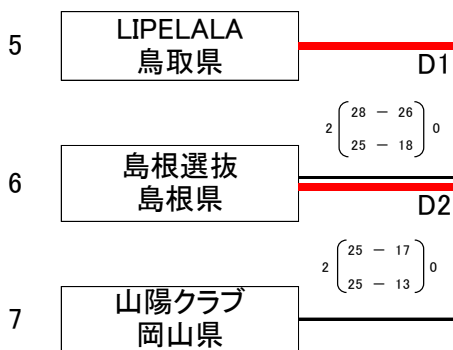 5
LIPELALA
鳥取県
D1
2 28 － 26 0
25 － 18
6
島根選抜
島根県
D2
2 25 － 17 0
25 － 13
7
山陽クラブ
岡山県